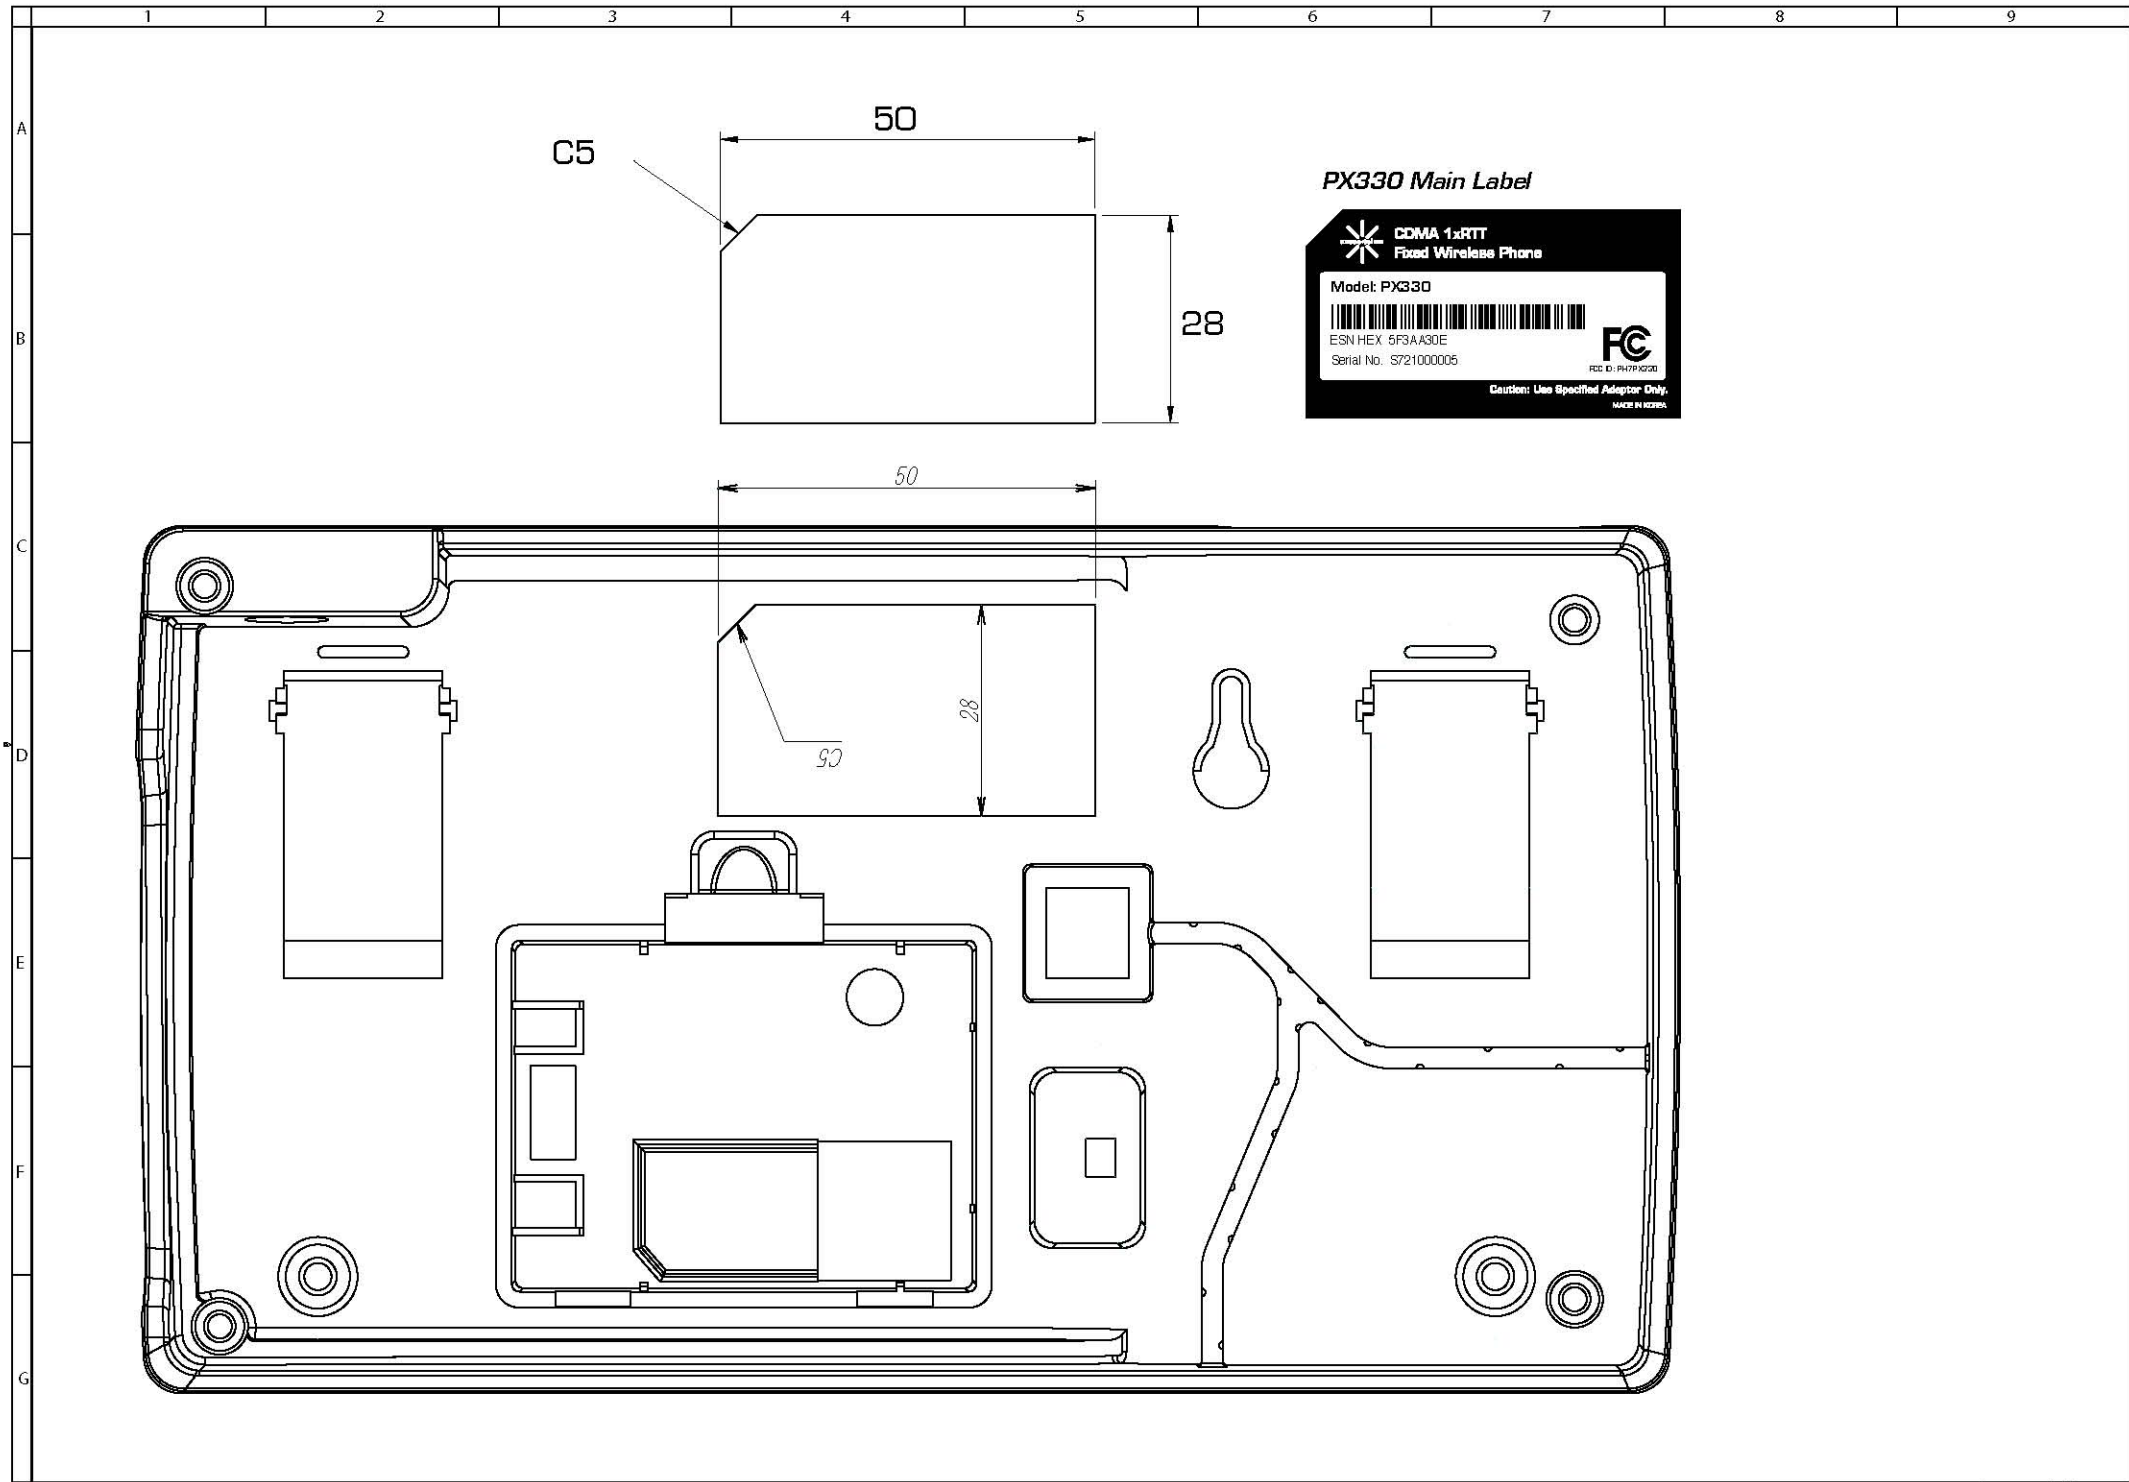 1 2 3 4 5 6 7 8 9
A
50
C5
PX330 Main Label
CDMA 1xRTT
Fixed Wireless Phone
Model: PX330
B
28
ESN HEX 5F3AA30E
Serial No. S721000005
FC
Caution: Use Specified Adaptor Only.
MADE IN KOREA
50
C
28
C5
D
E
F
G